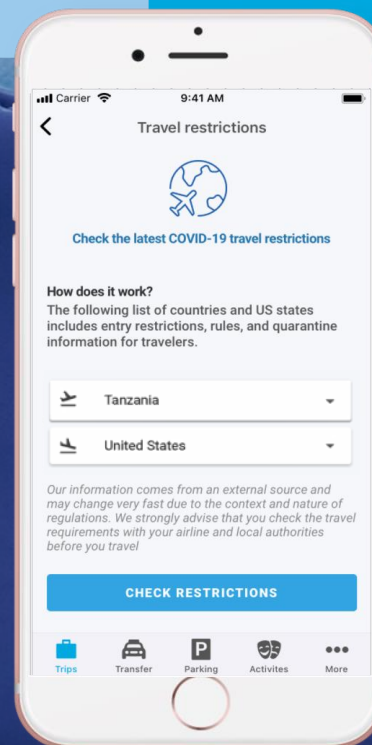 Carrier 9:41 AM
Travel restrictions
Check the latest COVID-19 travel restrictions
How does it work?
The following list of countries and US states
includes entry restrictions, rules, and quarantine
information for travelers.
Tanzania
United States
Our information comes from an external source and
may change very fast due to the context and nature of
regulations. We strongly advise that you check the travel
requirements with your airline and local authorities
before you travel
CHECK RESTRICTIONS
P
Trips Transfer Parking Activites More